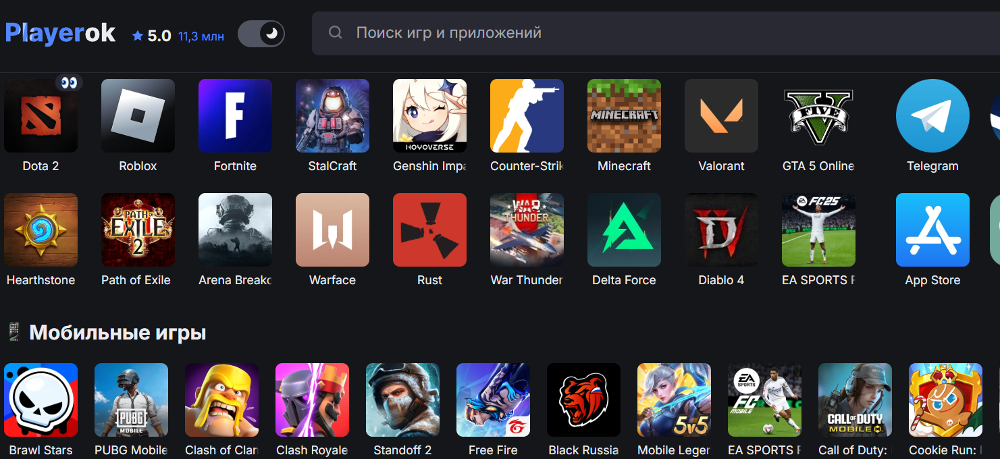 Playerok
5.0 11,3 млн
Поиск игр и приложений
FIVE
MINECRAFT
HOYOVERSE
Dota 2 Roblox Fortnite StalCraft Genshin Impa Counter-Strik Minecraft Valorant GTA 5 Online Telegram
PATH OF EXILE 2
WAR THUNDER
EA FC25
Hearthstone Path of Exile Arena Breako Warface Rust War Thunder Delta Force Diablo 4 EA SPORTS F App Store
Мобильные игры
PUBG MOBILE
5v5
EA SPORTS FC MOBILE
CALL OF DUTY MOBILE
Brawl Stars PUBG Mobile Clash of Clan Clash Royale Standoff 2 Free Fire Black Russia Mobile Leger EA SPORTS F Call of Duty: Cookie Run: